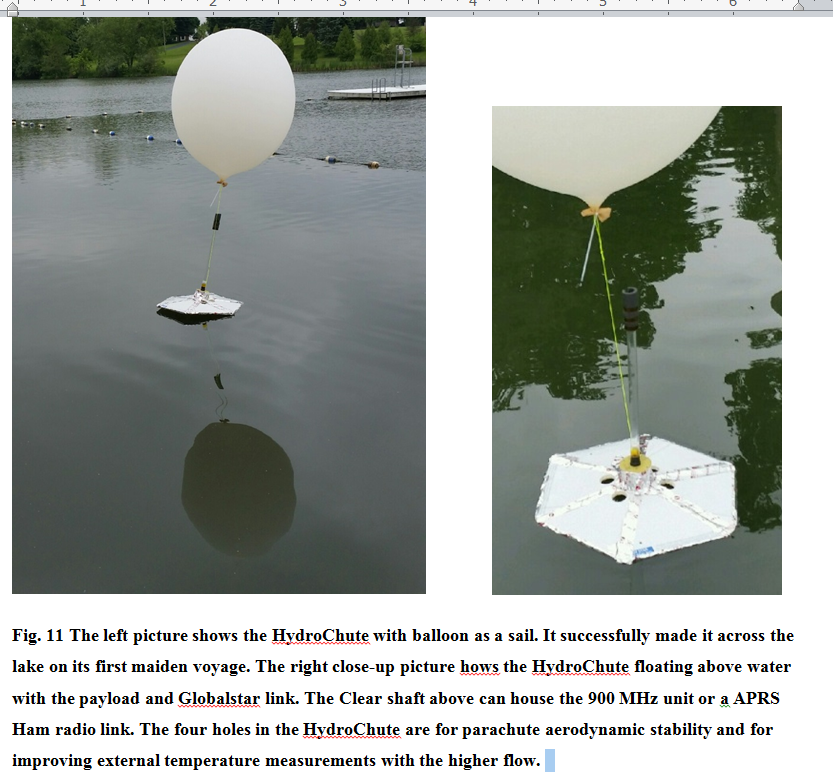 1 2 3 4 5 6
Fig. 11 The left picture shows the HydroChute with balloon as a sail. It successfully made it across the
lake on its first maiden voyage. The right close-up picture hows the HydroChute floating above water
with the payload and Globalstar link. The Clear shaft above can house the 900 MHz unit or a APRS
Ham radio link. The four holes in the HydroChute are for parachute aerodynamic stability and for
improving external temperature measurements with the higher flow.